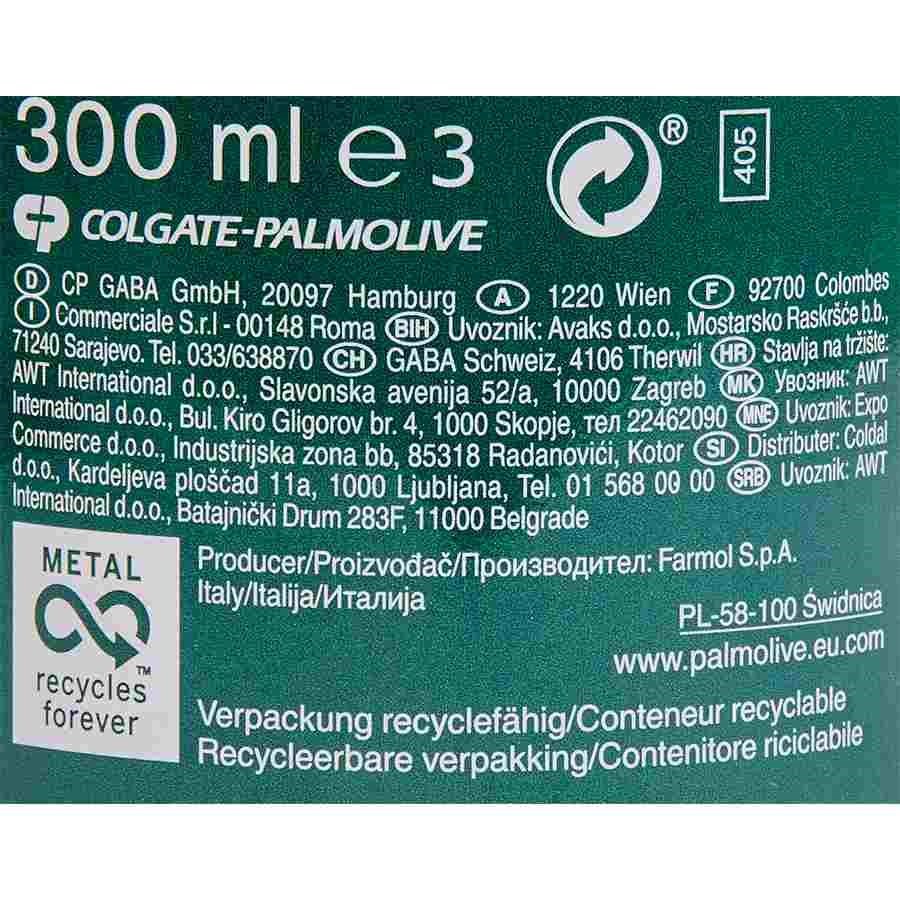 300 ml ℮ 3
®
405
COLGATE-PALMOLIVE
D CP GABA GmbH, 20097 Hamburg A 1220 Wien F 92700 Colombes
I Commerciale S.r.l - 00148 Roma BIH Uvoznik: Avaks d.o.o., Mostarsko Raskršće b.b.,
71240 Sarajevo. Tel. 033/638870 CH GABA Schweiz, 4106 Therwil HR Stavlja na tržište:
AWT International d.o.o., Slavonska avenija 52/a, 10000 Zagreb MK Увозник: AWT
International d.o.o., Bul. Kiro Gligorov br. 4, 1000 Skopje, тел 22462090 MNE Uvoznik: Expo
Commerce d.o.o., Industrijska zona bb, 85318 Radanovići, Kotor SI Distributer: Coldal
d.o.o., Kardeljeva ploščad 11a, 1000 Ljubljana, Tel. 01 568 00 00 SRB Uvoznik: AWT
International d.o.o., Batajnički Drum 283F, 11000 Belgrade
METAL
™
recycles
forever
Producer/Proizvođač/Производител: Farmol S.p.A.
Italy/Italija/Италија
PL-58-100 Świdnica
www.palmolive.eu.com
Verpackung recyclefähig/Conteneur recyclable
Recycleerbare verpakking/Contenitore riciclabile